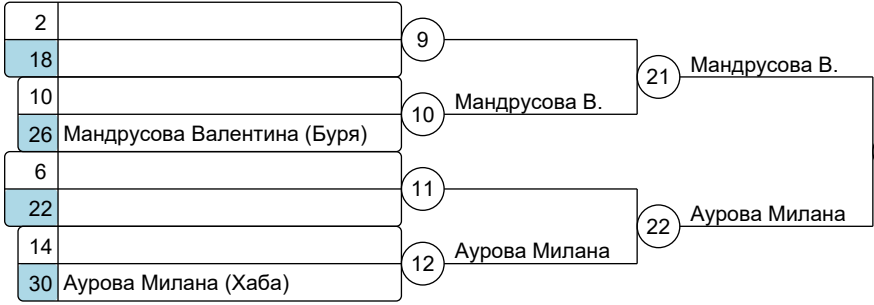 2
9
18
21 Мандрусова В.
10
10 Мандрусова В.
26 Мандрусова Валентина (Буря)
6
11
22
22 Аурова Милана
14
12 Аурова Милана
30 Аурова Милана (Хаба)